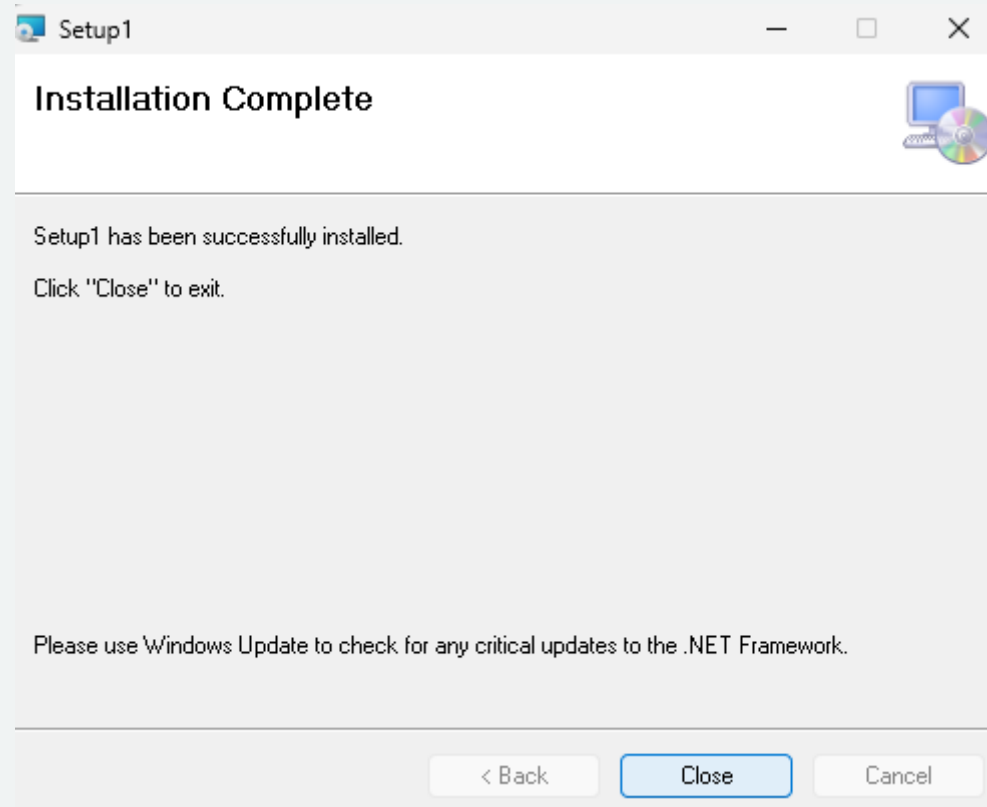 Setup1
Installation Complete
Setup1 has been successfully installed.
Click "Close" to exit.
Please use Windows Update to check for any critical updates to the .NET Framework.
< Back
Close
Cancel